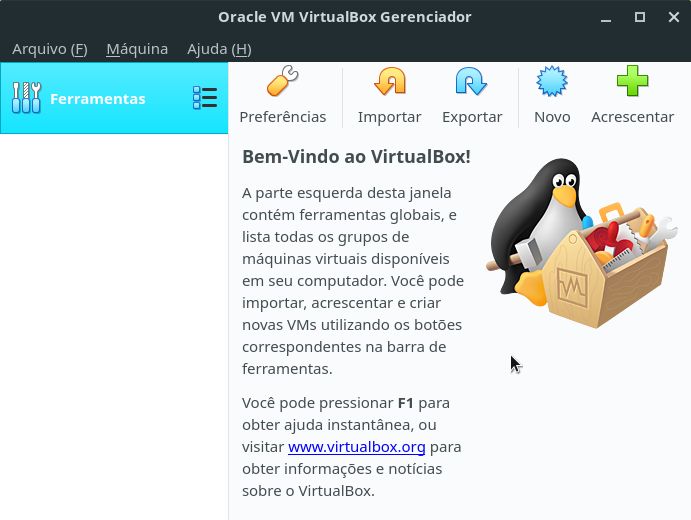 Oracle VM VirtualBox Gerenciador
Arquivo (F) Máquina Ajuda (H)
Ferramentas
Preferências Importar Exportar Novo Acrescentar
Bem-Vindo ao VirtualBox!
A parte esquerda desta janela
contém ferramentas globais, e
lista todas os grupos de
máquinas virtuais disponíveis
em seu computador. Você pode
importar, acrescentar e criar
novas VMs utilizando os botões
correspondentes na barra de
ferramentas.
Você pode pressionar F1 para
obter ajuda instantânea, ou
visitar www.virtualbox.org para
obter informações e notícias
sobre o VirtualBox.